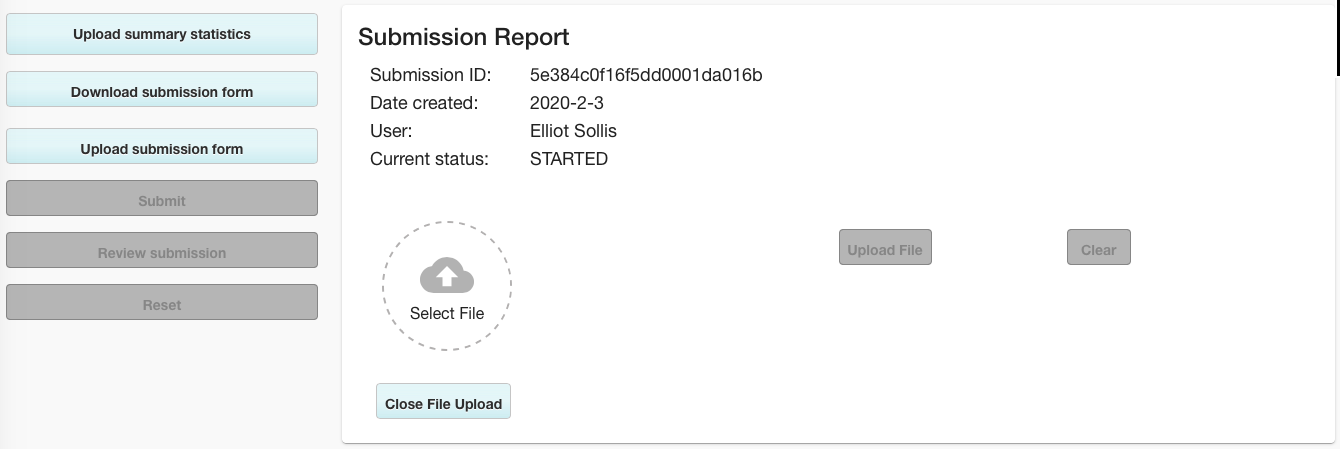 Upload summary statistics
Download submission form
Upload submission form
Submit
Review submission
Reset
Submission Report
Submission ID: 5e384c0f16f5dd0001da016b
Date created: 2020-2-3
User: Elliot Sollis
Current status: STARTED
Select File
Upload File
Clear
Close File Upload